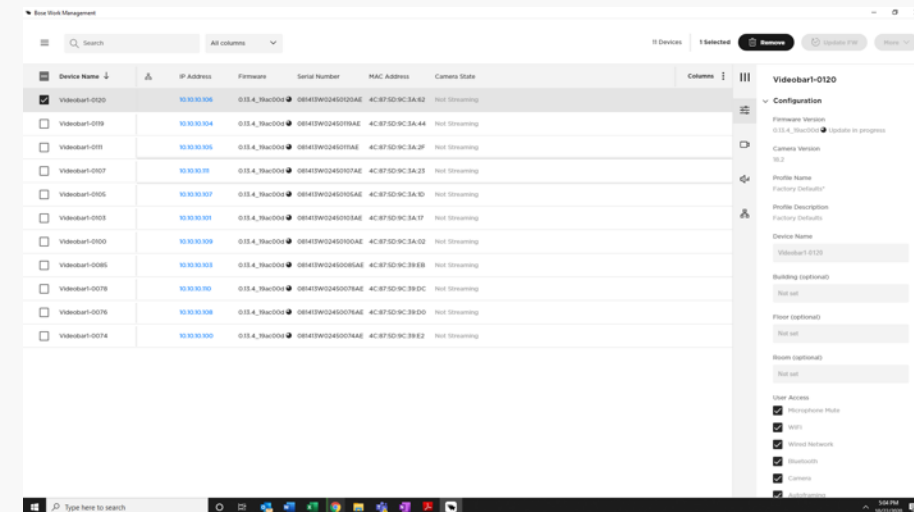 Bose Work Management
Search
All columns
11 Devices
1 Selected
Remove
Update FW
More
Device Name
IP Address
Firmware
Serial Number
MAC Address
Camera State
Columns
Videobar1-0120 10.10.10.106 0.13.4_19ac00d 081413W02450120AE 4C:87:5D:9C:3A:82 Not Streaming
Videobar1-0119 10.10.10.104 0.13.4_19ac00d 081413W02450119AE 4C:87:5D:9C:3A:44 Not Streaming
Videobar1-0111 10.10.10.105 0.13.4_19ac00d 081413W02450111AE 4C:87:5D:9C:3A:2F Not Streaming
Videobar1-0107 10.10.10.111 0.13.4_19ac00d 081413W02450107AE 4C:87:5D:9C:3A:23 Not Streaming
Videobar1-0105 10.10.10.107 0.13.4_19ac00d 081413W02450105AE 4C:87:5D:9C:3A:1D Not Streaming
Videobar1-0103 10.10.10.101 0.13.4_19ac00d 081413W02450103AE 4C:87:5D:9C:3A:17 Not Streaming
Videobar1-0100 10.10.10.109 0.13.4_19ac00d 081413W02450100AE 4C:87:5D:9C:3A:02 Not Streaming
Videobar1-0085 10.10.10.103 0.13.4_19ac00d 081413W02450085AE 4C:87:5D:9C:39:EB Not Streaming
Videobar1-0078 10.10.10.110 0.13.4_19ac00d 081413W02450078AE 4C:87:5D:9C:39:DC Not Streaming
Videobar1-0076 10.10.10.108 0.13.4_19ac00d 081413W02450076AE 4C:87:5D:9C:39:D0 Not Streaming
Videobar1-0074 10.10.10.100 0.13.4_19ac00d 081413W02450074AE 4C:87:5D:9C:39:E2 Not Streaming
Videobar1-0120
Configuration
Firmware Version
0.13.4_19ac00d Update in progress
Camera Version
18.2
Profile Name
Factory Defaults*
Profile Description
Factory Defaults
Device Name
Videobar1-0120
Building (optional)
Not set
Floor (optional)
Not set
Room (optional)
Not set
User Access
Microphone Mute
WiFi
Wired Network
Bluetooth
Camera
Autoframing
Type here to search
5:04 PM